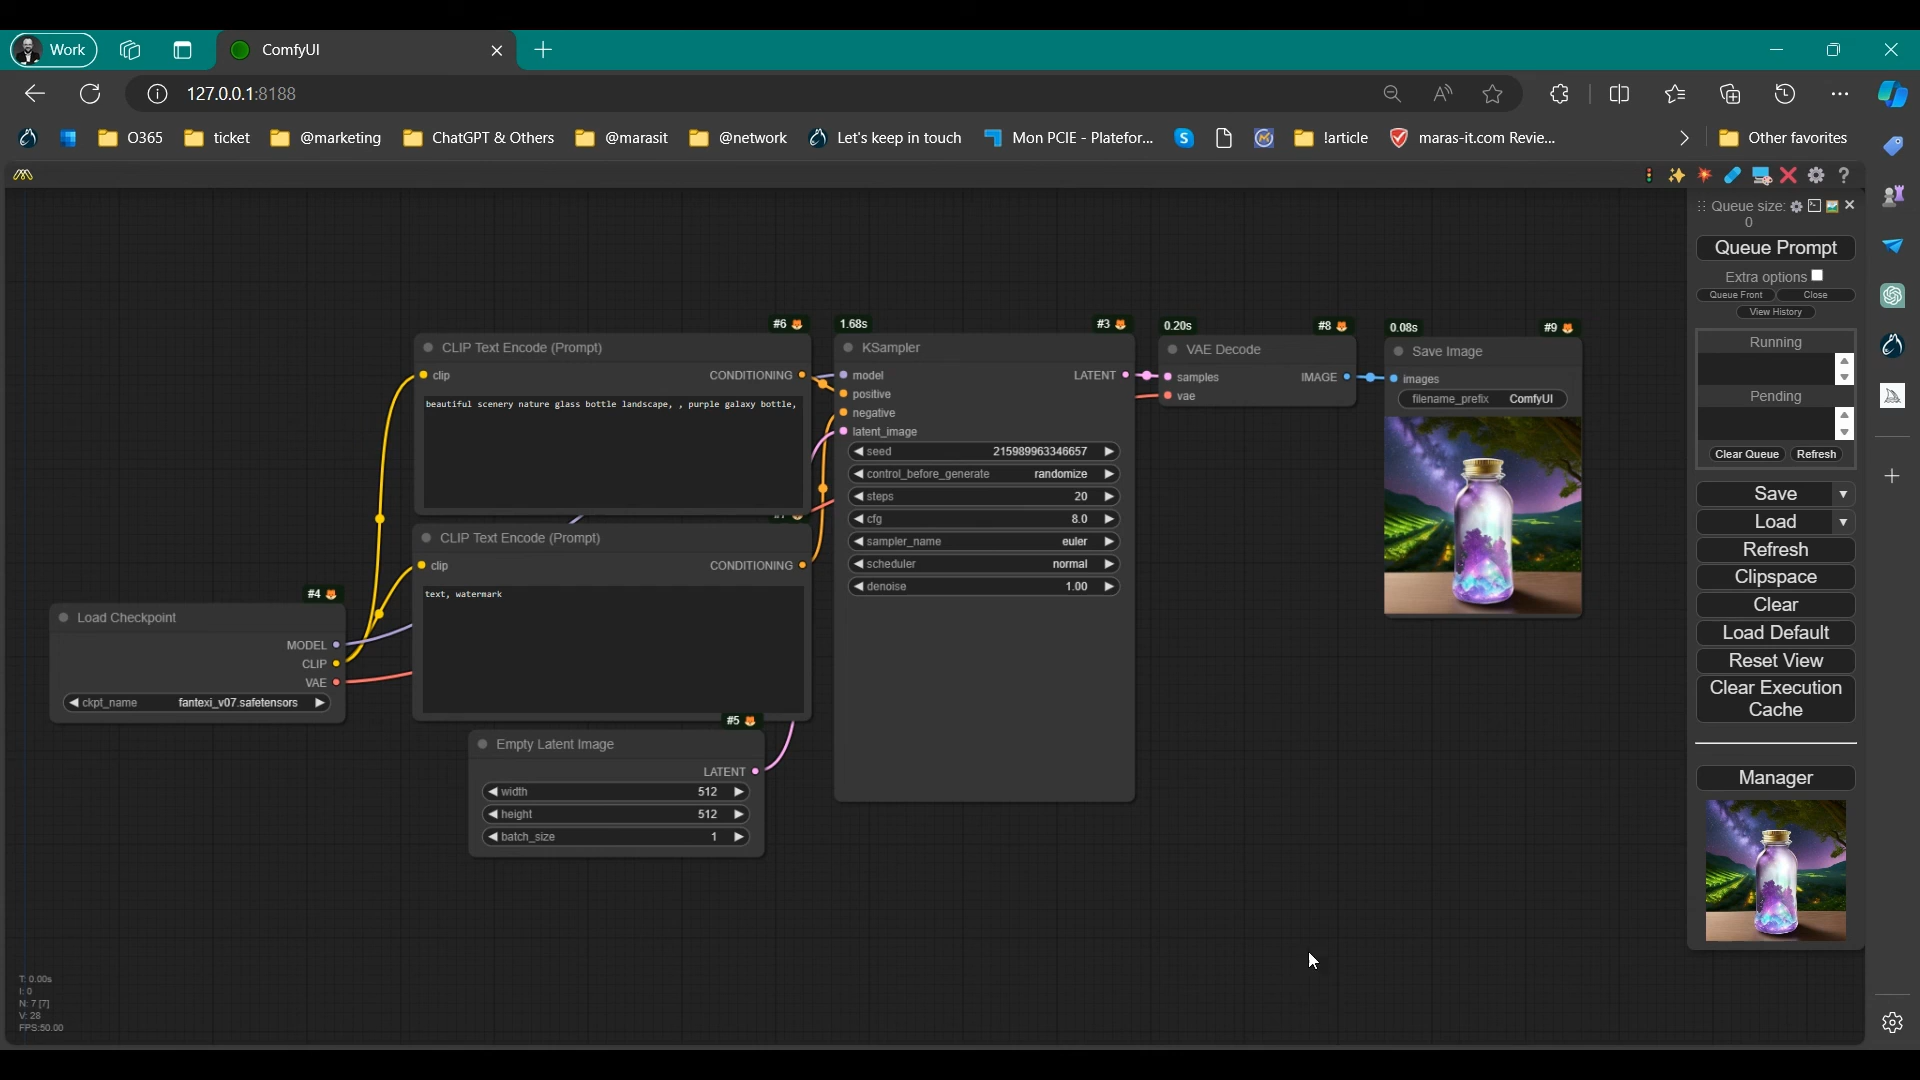 Work
ComfyUI
127.0.0.1:8188
O365
ticket
@marketing
ChatGPT & Others
@marasit
@network
Let's keep in touch
Mon PCIE - Platefor...
!article
maras-it.com Revie...
Other favorites
Queue size:
0
Queue Prompt
Extra options
Queue Front
Close
View History
Running
Pending
Clear Queue
Refresh
Save
Load
Refresh
Clipspace
Clear
Load Default
Reset View
Clear Execution
Cache
Manager
#4
Load Checkpoint
MODEL
CLIP
VAE
ckpt_name fantexi_v07.safetensors
#6
CLIP Text Encode (Prompt)
clip CONDITIONING
beautiful scenery nature glass bottle landscape, , purple galaxy bottle,
CLIP Text Encode (Prompt)
clip CONDITIONING
text, watermark
#5
Empty Latent Image
LATENT
width 512
height 512
batch_size 1
1.68s #3
KSampler
model LATENT
positive
negative
latent_image
seed 215989963346657
control_before_generate randomize
steps 20
cfg 8.0
sampler_name euler
scheduler normal
denoise 1.00
0.20s #8
VAE Decode
samples IMAGE
vae
0.08s #9
Save Image
images
filename_prefix ComfyUI
T: 0.00s
I: 0
N: 7 [7]
V: 28
FPS:50.00